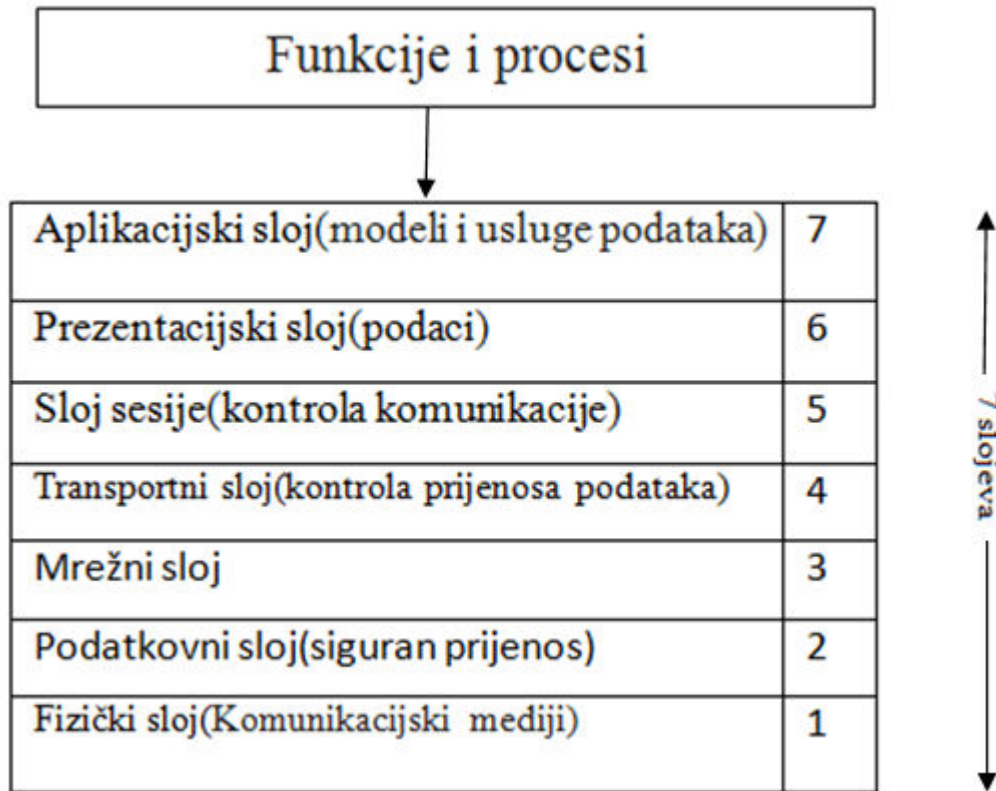 Funkcije i procesi
Aplikacijski sloj(modeli i usluge podataka) 7
Prezentacijski sloj(podaci) 6
Sloj sesije(kontrola komunikacije) 5
Transportni sloj(kontrola prijenosa podataka) 4
Mrežni sloj 3
Podatkovni sloj(siguran prijenos) 2
Fizički sloj(Komunikacijski mediji) 1
7 slojeva